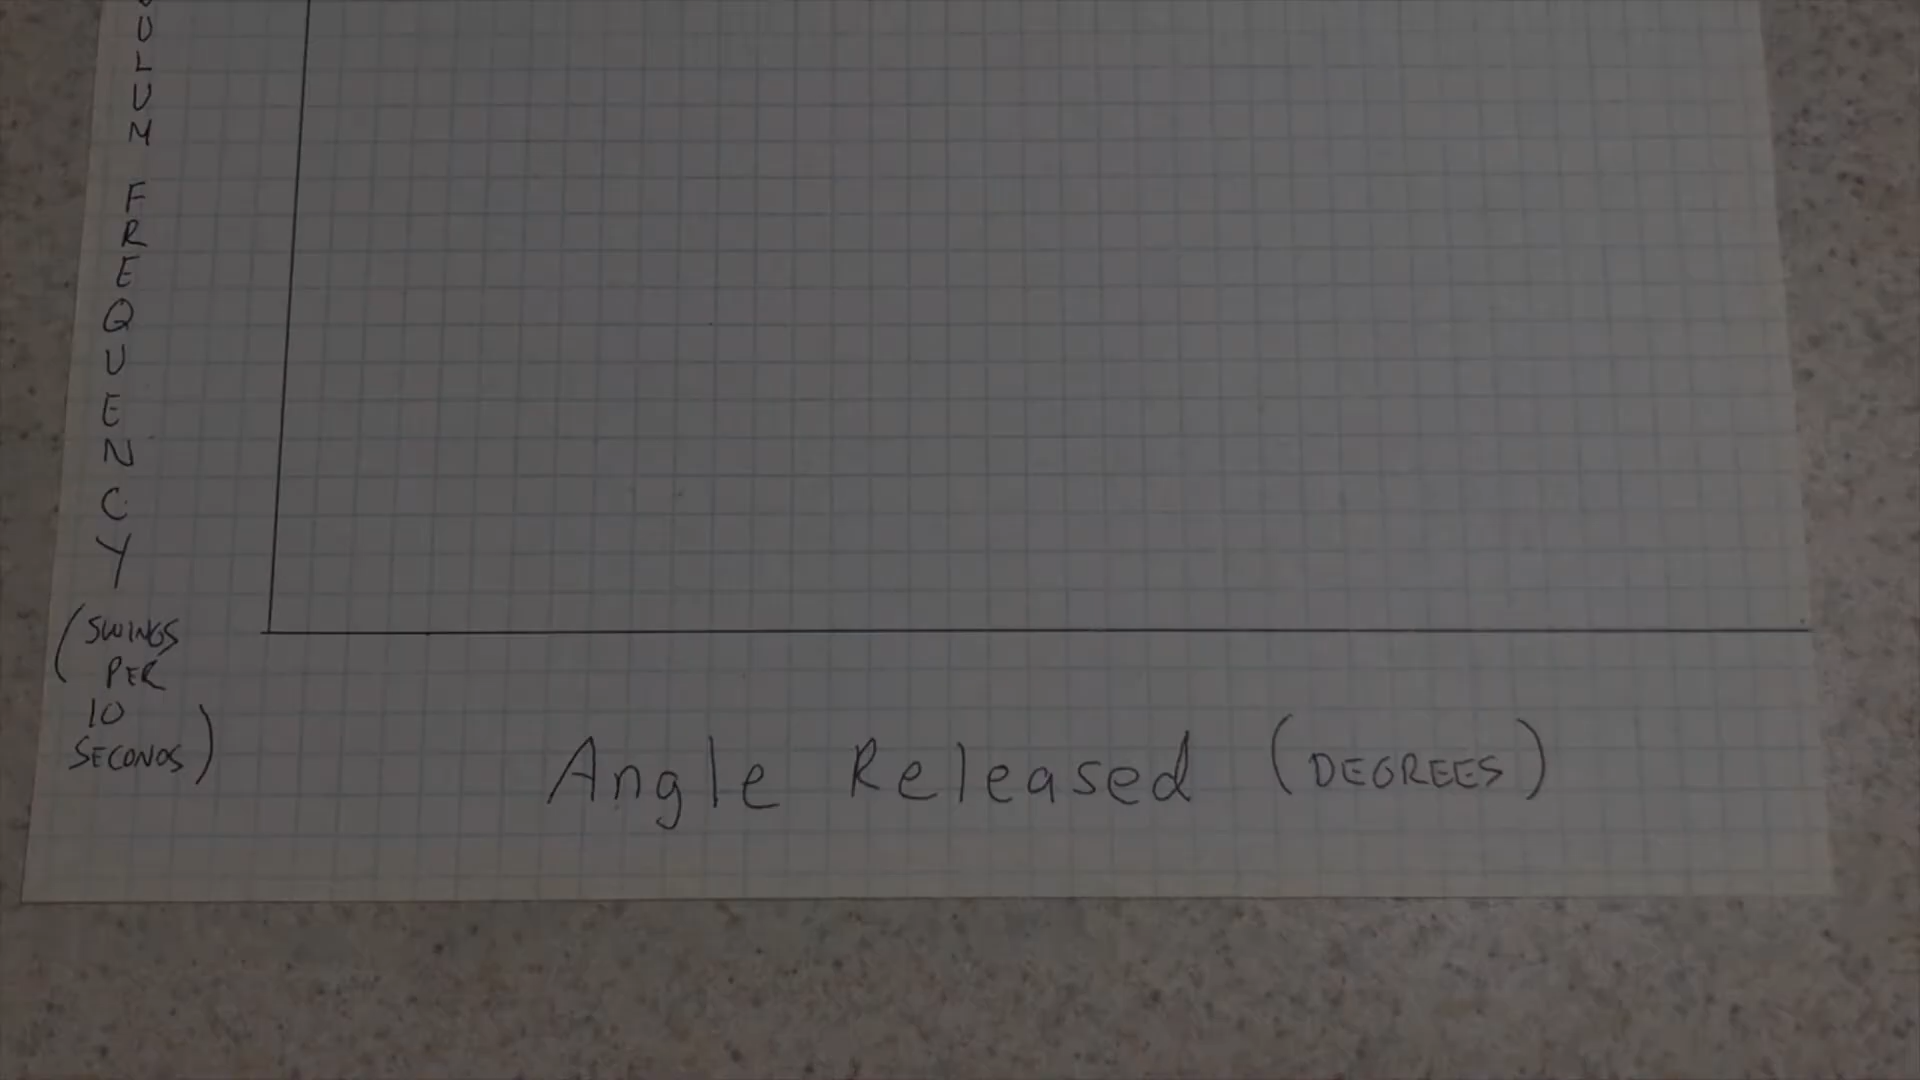 ULUM
FREQUENCY
(SWINGS
PER
10
SECONDS)
Angle Released (DEGREES)